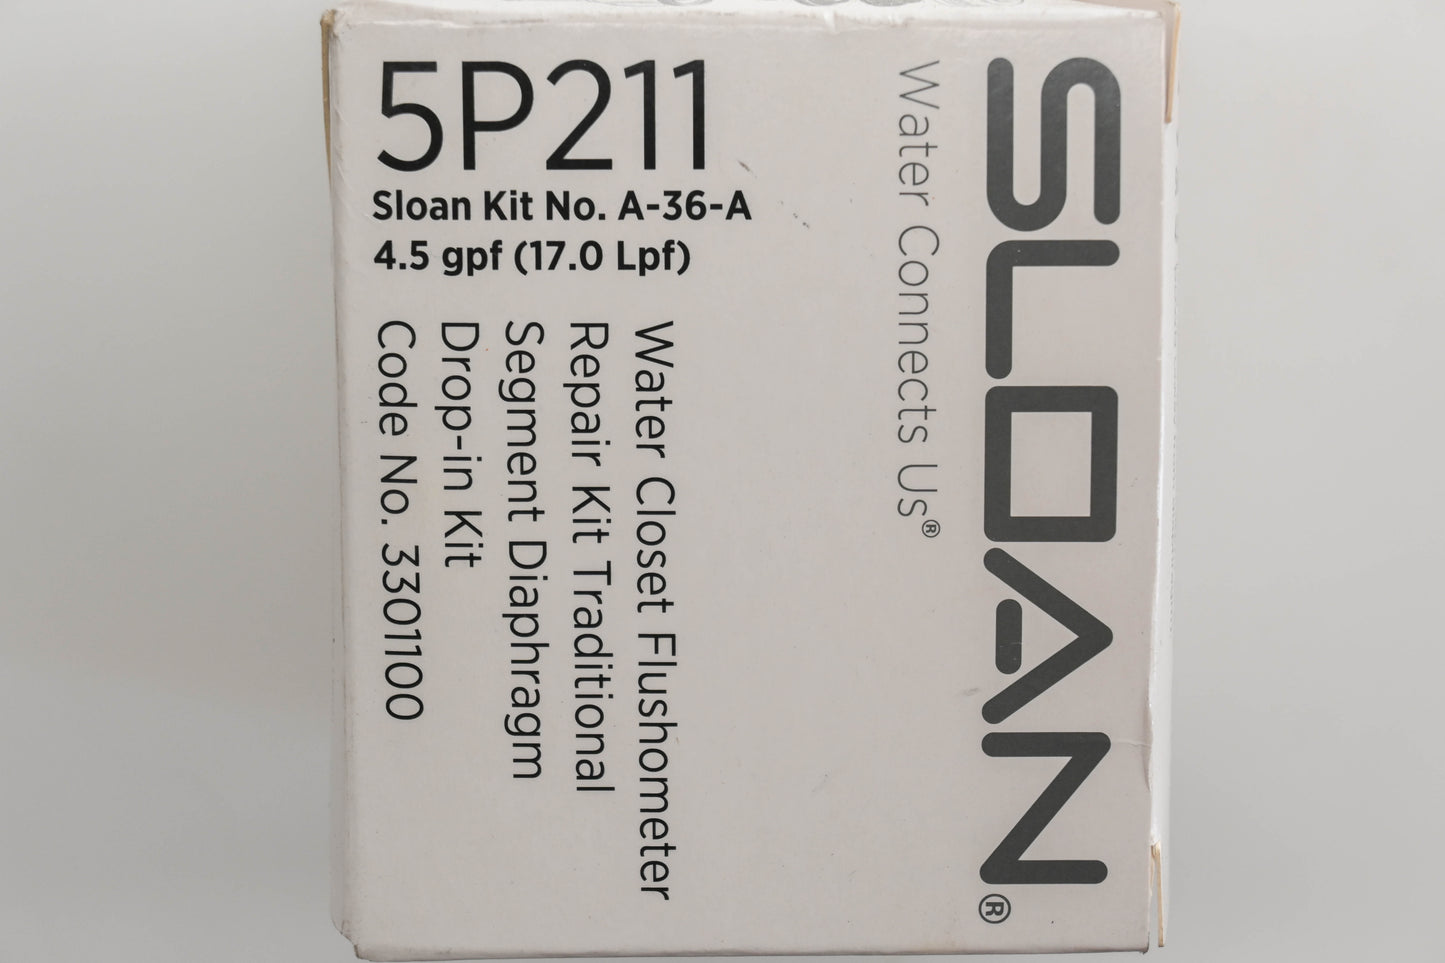 5P211
Sloan Kit No. A-36-A
4.5 gpf (17.0 Lpf)
SLOAN®
Water Connects Us®
Water Closet Flushometer
Repair Kit Traditional
Segment Diaphragm
Drop-in Kit
Code No. 3301100